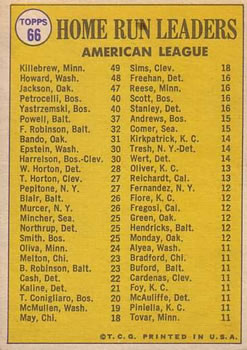 TOPPS
66
HOME RUN LEADERS
AMERICAN LEAGUE
Killebrew, Minn. 49
Howard, Wash. 48
Jackson, Oak. 47
Petrocelli, Bos. 40
Yastrzemski, Bos. 40
Powell, Balt. 37
F. Robinson, Balt. 32
Bando, Oak. 31
Epstein, Wash. 30
Harrelson, Bos.-Clev. 30
W. Horton, Det. 28
T. Horton, Clev. 27
Pepitone, N.Y. 27
Blair, Balt. 26
Murcer, N.Y. 26
Mincher, Sea. 25
Northrup, Det. 25
Smith, Bos. 25
Oliva, Minn. 24
Melton, Chi. 23
B. Robinson, Balt. 23
Cash, Det. 22
Kaline, Det. 21
T. Conigliaro, Bos. 20
McMullen, Wash. 19
May, Chi. 18
Sims, Clev. 18
Freehan, Det. 16
Reese, Minn. 16
Scott, Bos. 16
Stanley, Det. 16
Andrews, Bos. 15
Comer, Sea. 15
Kirkpatrick, K.C. 14
Tresh, N.Y.-Det. 14
Wert, Det. 14
Oliver, K.C. 13
Reichardt, Cal. 13
Fernandez, N.Y. 12
Fiore, K.C. 12
Fregosi, Cal. 12
Green, Oak. 12
Hendricks, Balt. 12
Monday, Oak. 12
Alyea, Wash. 11
Bradford, Chi. 11
Buford, Balt. 11
Cardenas, Clev. 11
Foy, K.C. 11
McAuliffe, Det. 11
Piniella, K.C. 11
Tovar, Minn. 11
© T.C.G. PRINTED IN U.S.A.